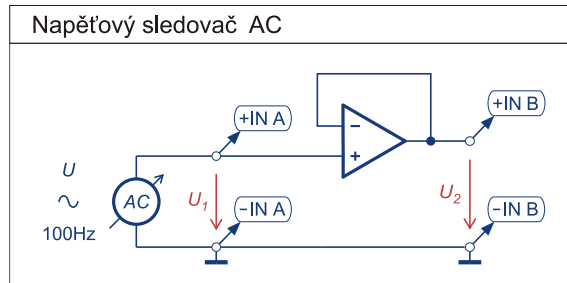 Napěťový sledovač AC
+IN A
+IN B
−
+
U
∼
100Hz
AC
U1
U2
−IN A
−IN B